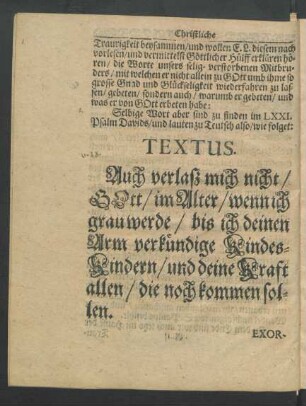 Christliche
Traurigkeit beysammen/und wollen E. L. diesem nach
vorlesen/und vermittelst Göttlicher Hülff erklären hö-
ren/ die Worte unsers selig-verstorbenen Mitbru-
ders/ mit welchen er nicht allein zu GOtt umb ihne so
grosse Gnad und Glückseligkeit wiederfahren zu las-
sen/gebeten/ sondern auch/ warumb er gebeten/ und
was er von GOtt erbeten habe:
Selbige Wort aber sind zu finden im LXXI.
Psalm Davids/und lauten zu Teutsch also/wie folget:
TEXTUS.
Auch verlaß mich nicht/
GOtt/ im Alter/ wenn ich
grau werde/ bis ich deinen
Arm verkündige Kindes-
Kindern/und deine Kraft
allen/ die noch kommen sol-
len.
EXOR-